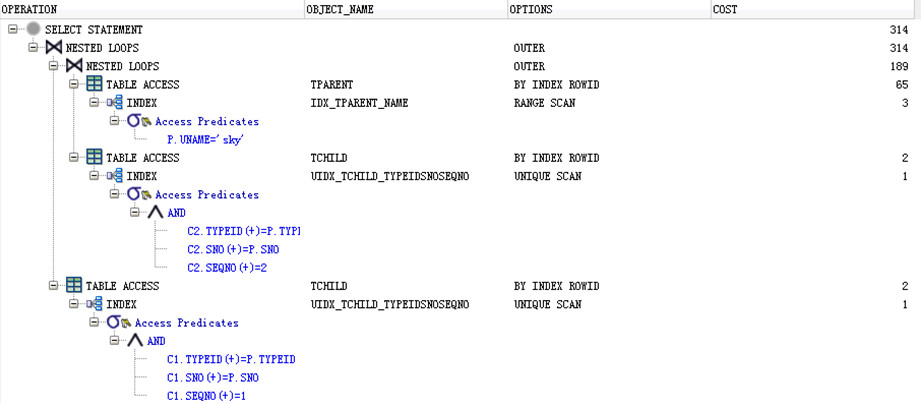 OPERATION OBJECT_NAME OPTIONS COST
SELECT STATEMENT 314
NESTED LOOPS OUTER 314
NESTED LOOPS OUTER 189
TABLE ACCESS TPARENT BY INDEX ROWID 65
INDEX IDX_TPARENT_NAME RANGE SCAN 3
Access Predicates
P.UNAME='sky'
TABLE ACCESS TCHILD BY INDEX ROWID 2
INDEX UIDX_TCHILD_TYPEIDSNOSEQNO UNIQUE SCAN 1
Access Predicates
AND
C2.TYPEID(+)=P.TYPI
C2.SNO(+)=P.SNO
C2.SEQNO(+)=2
TABLE ACCESS TCHILD BY INDEX ROWID 2
INDEX UIDX_TCHILD_TYPEIDSNOSEQNO UNIQUE SCAN 1
Access Predicates
AND
C1.TYPEID(+)=P.TYPEID
C1.SNO(+)=P.SNO
C1.SEQNO(+)=1